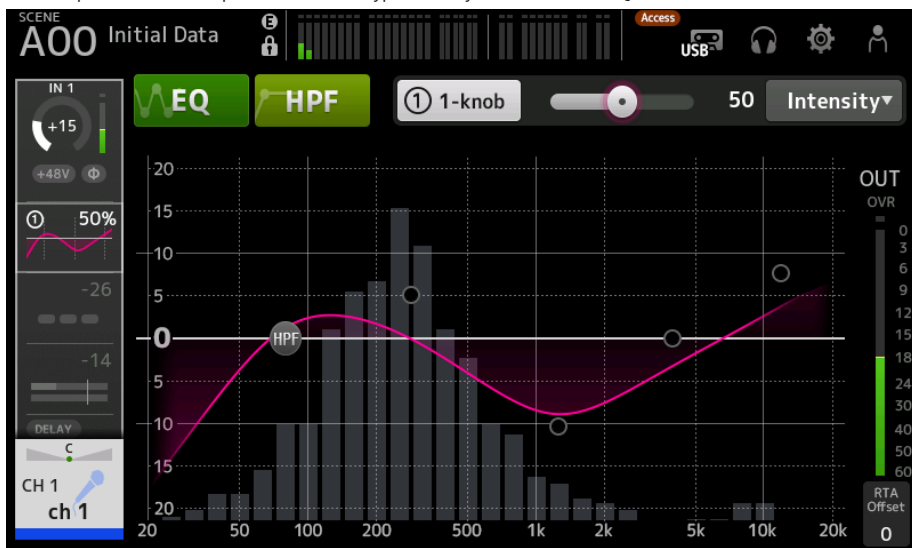 SCENE
A00 Initial Data
E
Access
USB
IN 1
+15
+48V Φ
① 50%
-26
-14
DELAY
C
CH 1
ch 1
EQ
HPF
① 1-knob
50
Intensity▾
20
15
10
5
0
5
10
15
20
HPF
20 50 100 200 500 1k 2k 5k 10k 20k
OUT
OVR
0
3
6
9
12
15
18
24
30
40
50
60
RTA
Offset
0